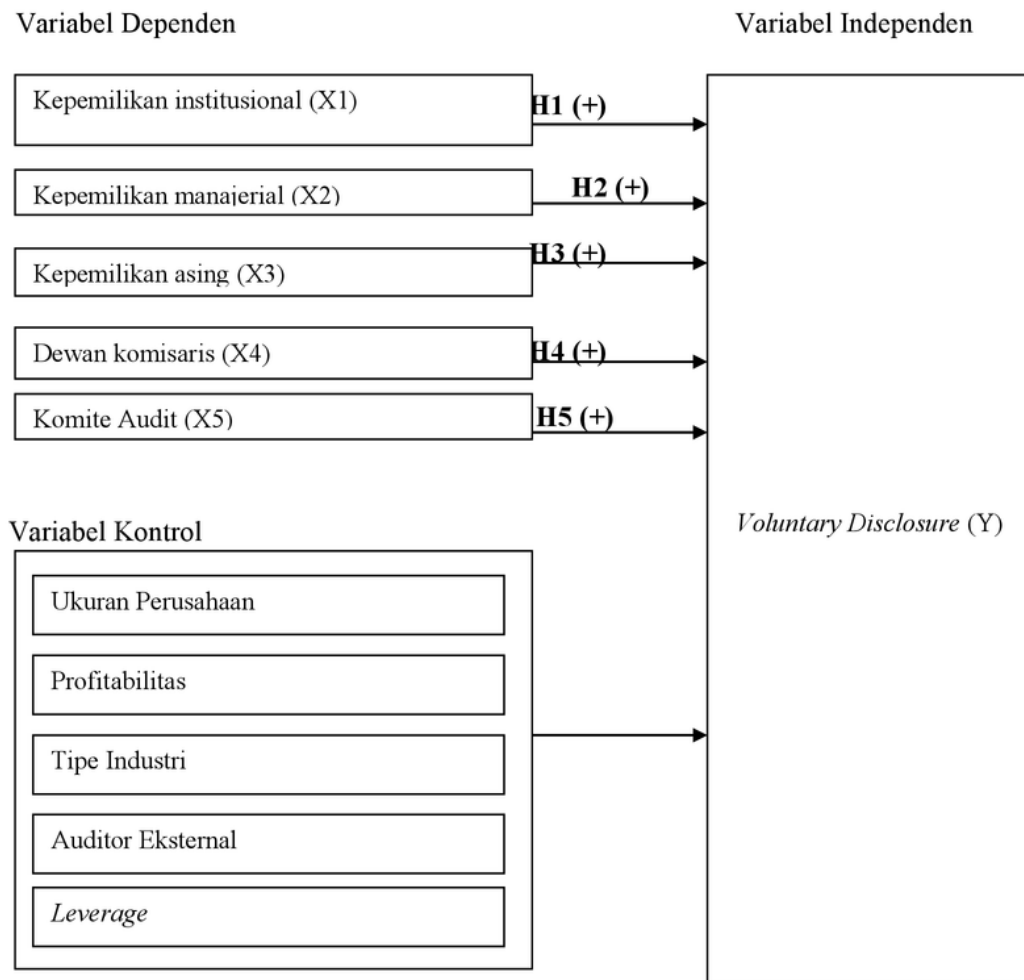 Variabel Dependen
Variabel Independen
Kepemilikan institusional (X1)
H1 (+)
Kepemilikan manajerial (X2)
H2 (+)
Kepemilikan asing (X3)
H3 (+)
Dewan komisaris (X4)
H4 (+)
Komite Audit (X5)
H5 (+)
Voluntary Disclosure (Y)
Variabel Kontrol
Ukuran Perusahaan
Profitabilitas
Tipe Industri
Auditor Eksternal
Leverage